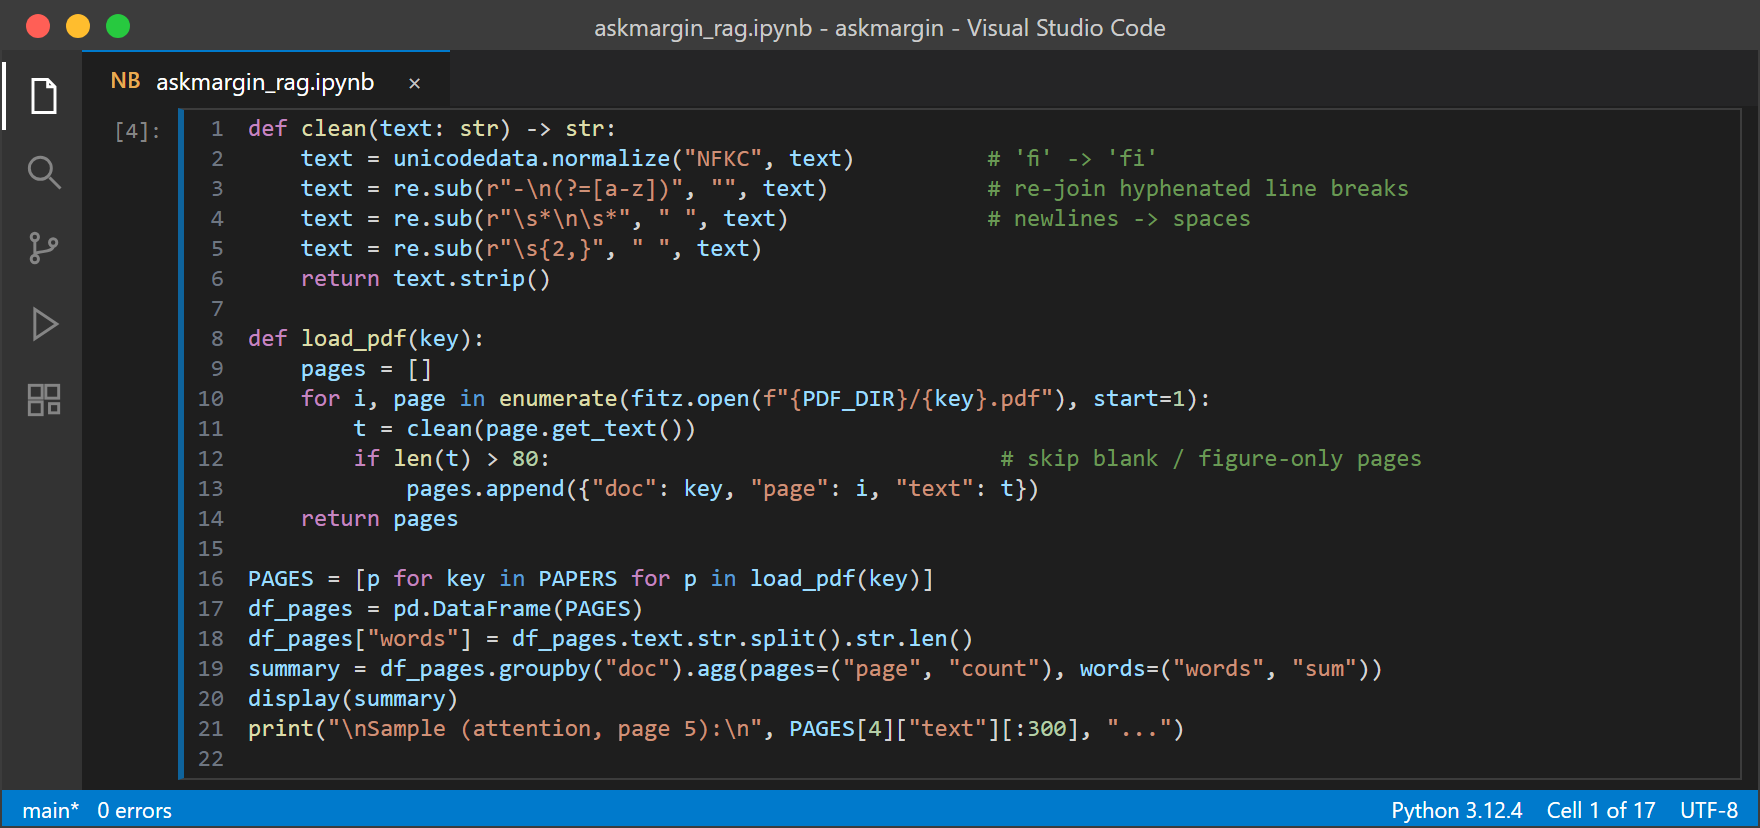 askmargin_rag.ipynb - askmargin - Visual Studio Code
NB askmargin_rag.ipynb ×
[4]:
1 def clean(text: str) -> str:
2     text = unicodedata.normalize("NFKC", text)          # 'ﬁ' -> 'fi'
3     text = re.sub(r"-\n(?=[a-z])", "", text)            # re-join hyphenated line breaks
4     text = re.sub(r"\s*\n\s*", " ", text)               # newlines -> spaces
5     text = re.sub(r"\s{2,}", " ", text)
6     return text.strip()
7
8 def load_pdf(key):
9     pages = []
10     for i, page in enumerate(fitz.open(f"{PDF_DIR}/{key}.pdf"), start=1):
11         t = clean(page.get_text())
12         if len(t) > 80:                                  # skip blank / figure-only pages
13             pages.append({"doc": key, "page": i, "text": t})
14     return pages
15
16 PAGES = [p for key in PAPERS for p in load_pdf(key)]
17 df_pages = pd.DataFrame(PAGES)
18 df_pages["words"] = df_pages.text.str.split().str.len()
19 summary = df_pages.groupby("doc").agg(pages=("page", "count"), words=("words", "sum"))
20 display(summary)
21 print("\nSample (attention, page 5):\n", PAGES[4]["text"][:300], "...")
22
main* 0 errors Python 3.12.4 Cell 1 of 17 UTF-8